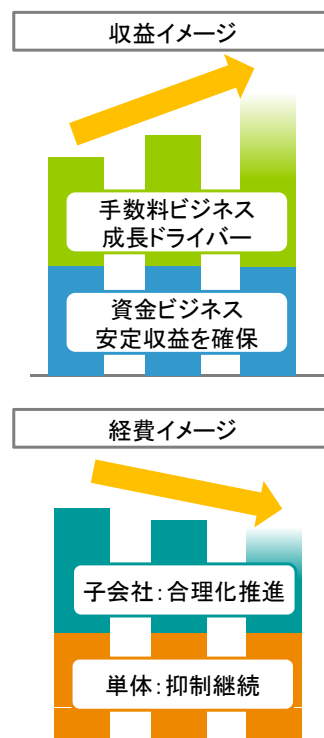 収益イメージ
手数料ビジネス
成長ドライバー
資金ビジネス
安定収益を確保
経費イメージ
子会社：合理化推進
単体：抑制継続